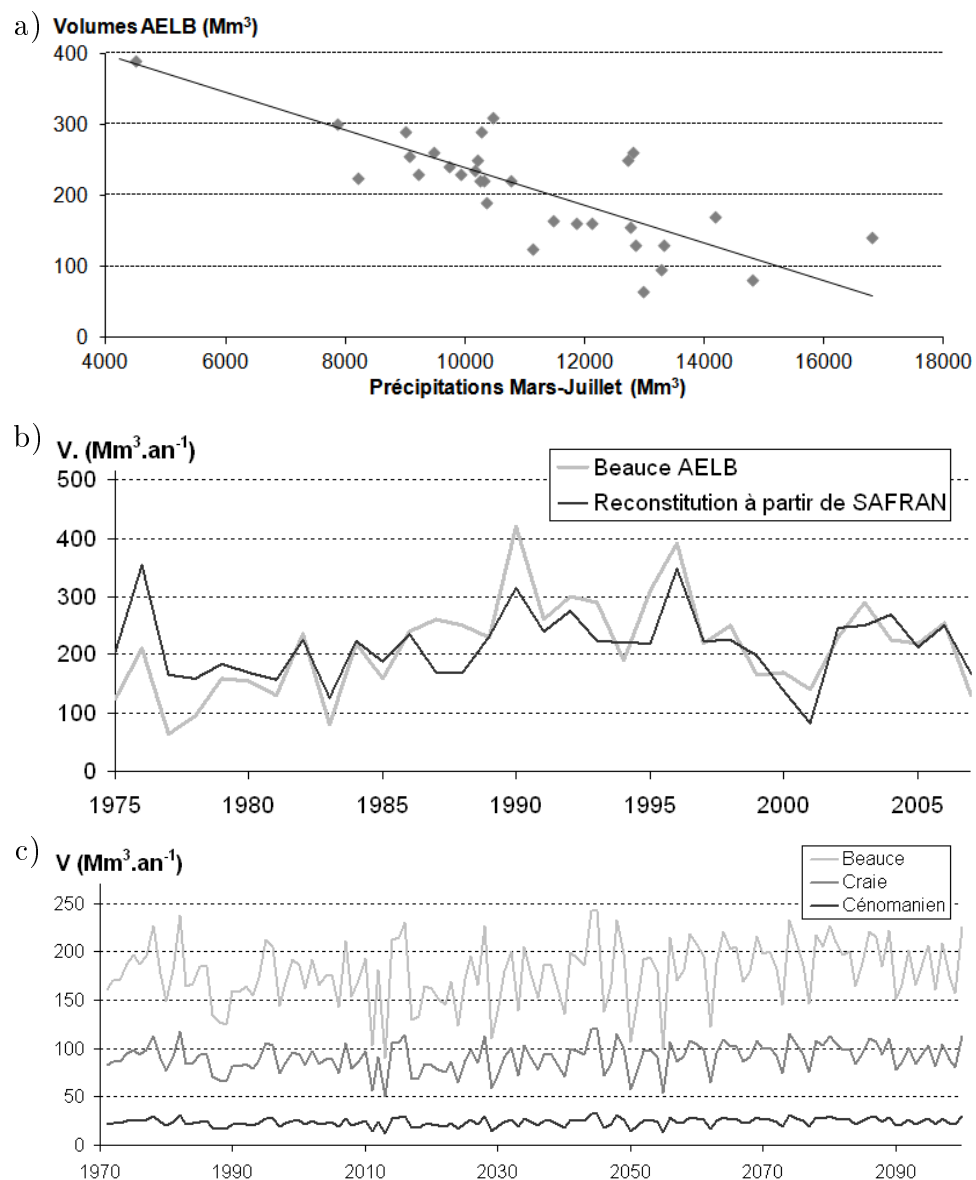 a) Volumes AELB (Mm³)
400
300
200
100
0
4000 6000 8000 10000 12000 14000 16000 18000
Précipitations Mars-Juillet (Mm³)
b) V. (Mm³.an⁻¹)
Beauce AELB
Reconstitution à partir de SAFRAN
500
400
300
200
100
0
1975 1980 1985 1990 1995 2000 2005
c) V (Mm³.an⁻¹)
Beauce
Craie
Cénomanien
250
200
150
100
50
0
1970 1990 2010 2030 2050 2070 2090